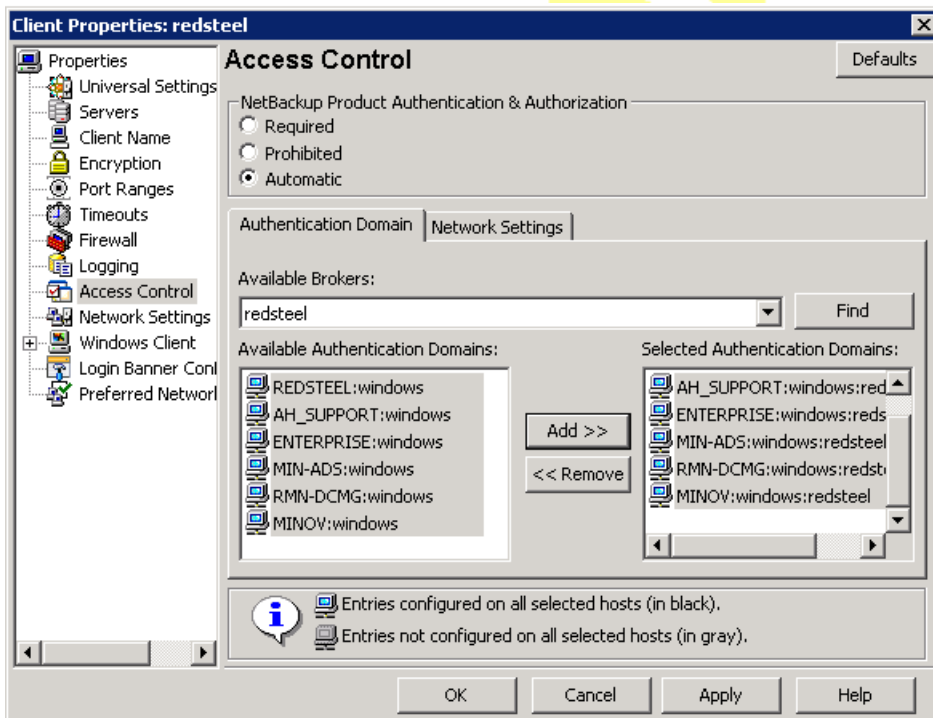 Client Properties: redsteel
Properties
Universal Settings
Servers
Client Name
Encryption
Port Ranges
Timeouts
Firewall
Logging
Access Control
Network Settings
Windows Client
Login Banner Conf
Preferred Networl
Access Control
Defaults
NetBackup Product Authentication & Authorization
Required
Prohibited
Automatic
Authentication Domain
Network Settings
Available Brokers:
redsteel
Find
Available Authentication Domains:
REDSTEEL:windows
AH_SUPPORT:windows
ENTERPRISE:windows
MIN-ADS:windows
RMN-DCMG:windows
MINOV:windows
Add >>
<< Remove
Selected Authentication Domains:
AH_SUPPORT:windows:red
ENTERPRISE:windows:reds
MIN-ADS:windows:redsteel
RMN-DCMG:windows:redst
MINOV:windows:redsteel
Entries configured on all selected hosts (in black).
Entries not configured on all selected hosts (in gray).
OK
Cancel
Apply
Help